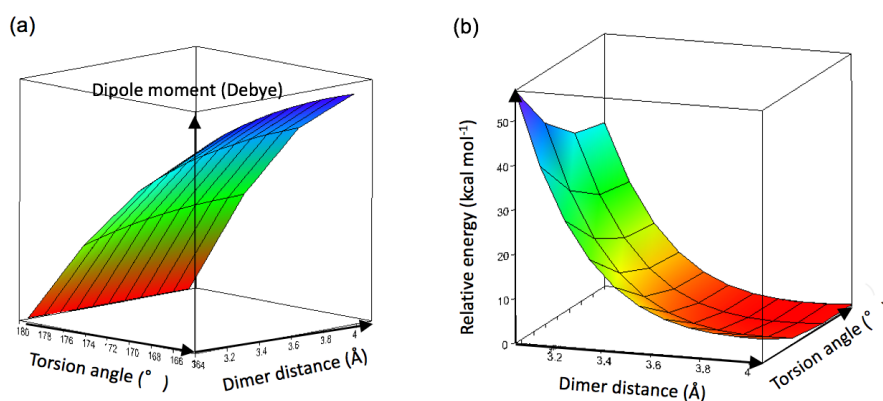 (a)
Dipole moment (Debye)
180 178 176 174 172 170 168 166 164
Torsion angle (° )
3 3.2 3.4 3.6 3.8 4
Dimer distance (Å)
(b)
Relative energy (kcal mol-1)
50
40
30
20
10
0
3.2 3.4 3.6 3.8 4
Dimer distance (Å)
Torsion angle (° )